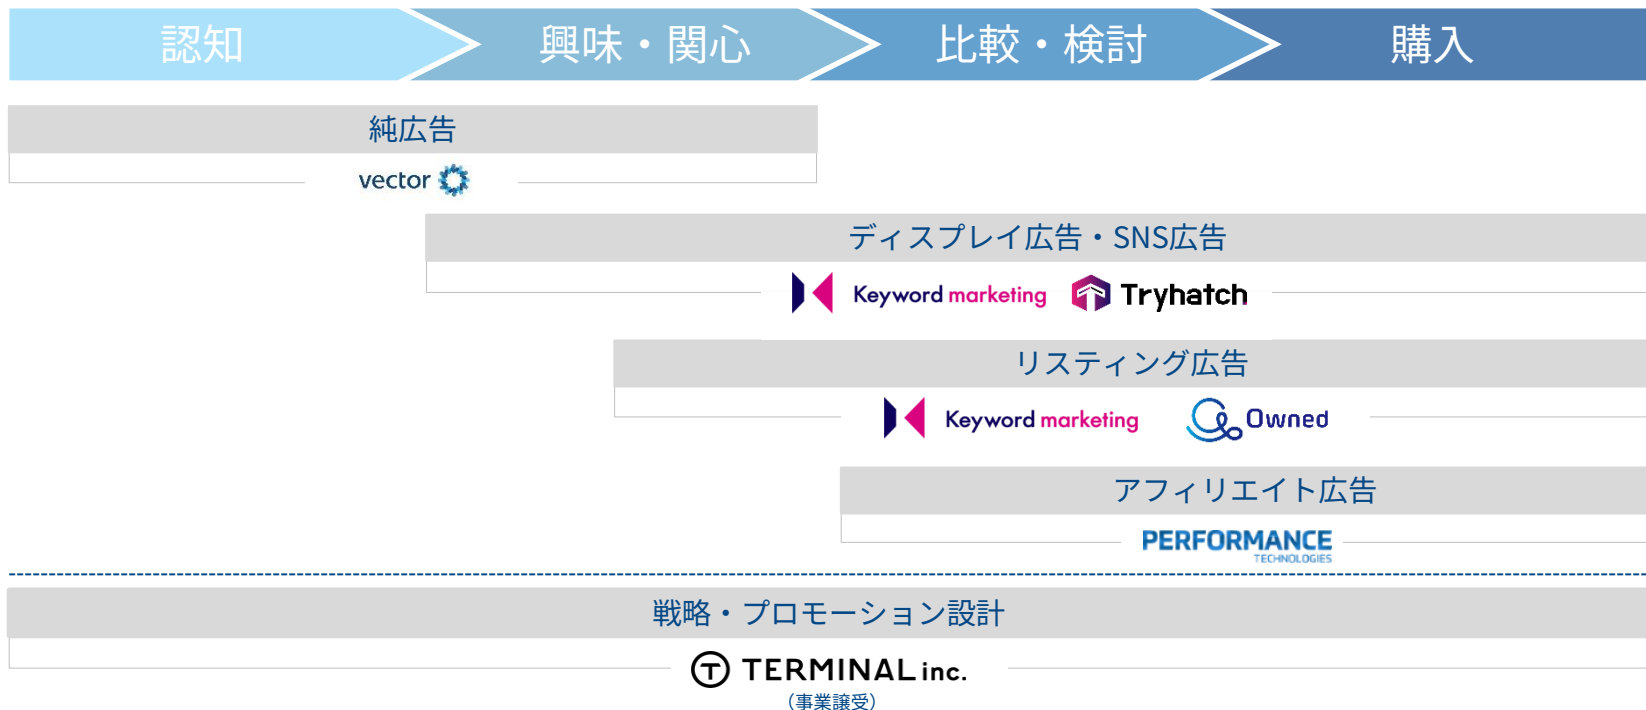 認知
興味・関心
比較・検討
購入
純広告
vector
ディスプレイ広告・SNS広告
Keyword marketing
Tryhatch
リスティング広告
Keyword marketing
Owned
アフィリエイト広告
PERFORMANCE
TECHNOLOGIES
戦略・プロモーション設計
TERMINAL inc.
（事業譲受）